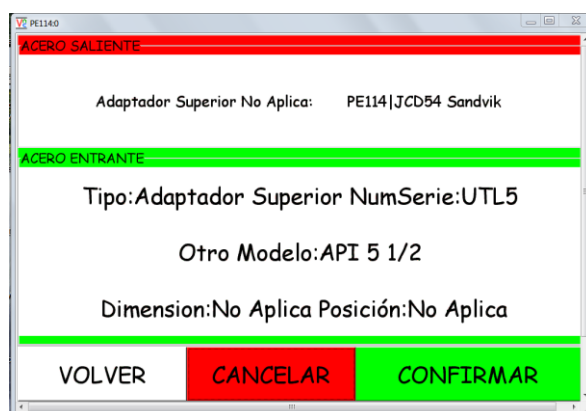 PE114:0
ACERO SALIENTE
Adaptador Superior No Aplica: PE114|JCD54 Sandvik
ACERO ENTRANTE
Tipo:Adaptador Superior NumSerie:UTL5
Otro Modelo:API 5 1/2
Dimension:No Aplica Posición:No Aplica
VOLVER CANCELAR CONFIRMAR